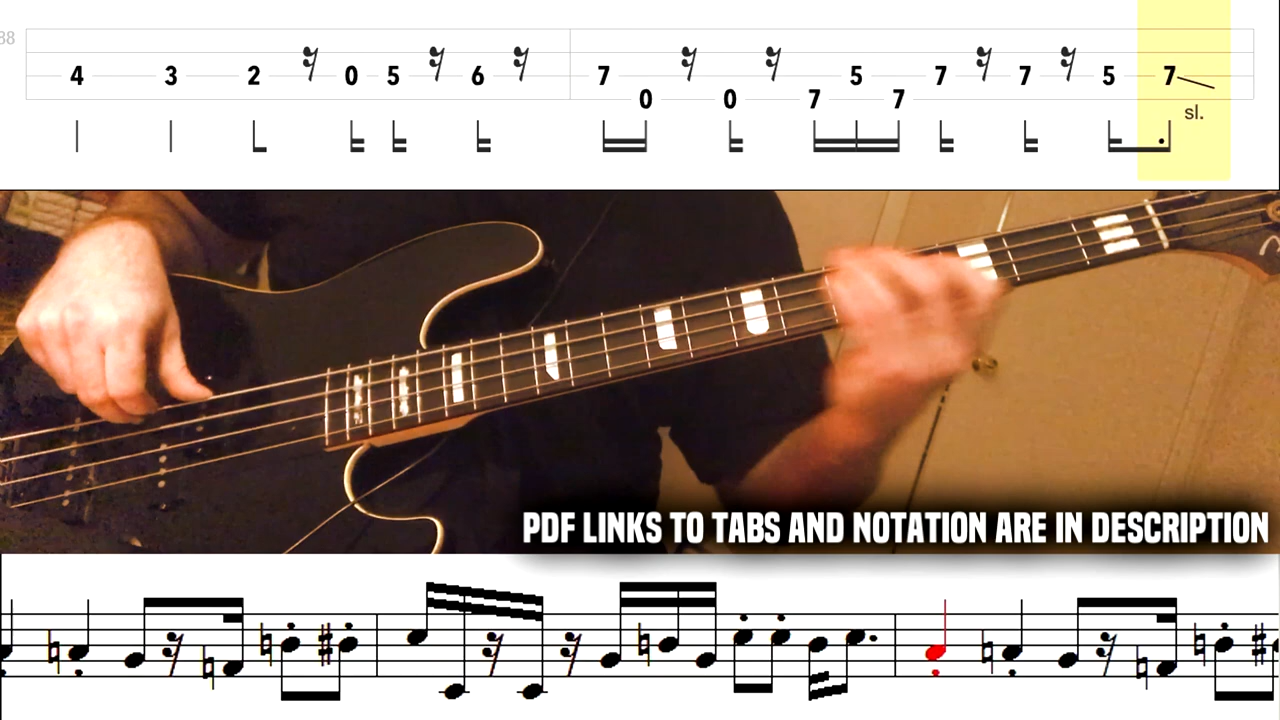 88
4 3 2 0 5 6 7 0 0 7 5 7 7 7 5 7
sl.
PDF LINKS TO TABS AND NOTATION ARE IN DESCRIPTION